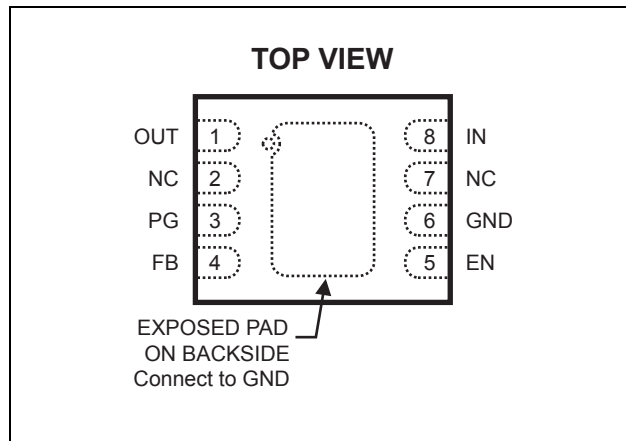 TOP VIEW
OUT 1 8 IN
NC 2 7 NC
PG 3 6 GND
FB 4 5 EN
EXPOSED PAD
ON BACKSIDE
Connect to GND